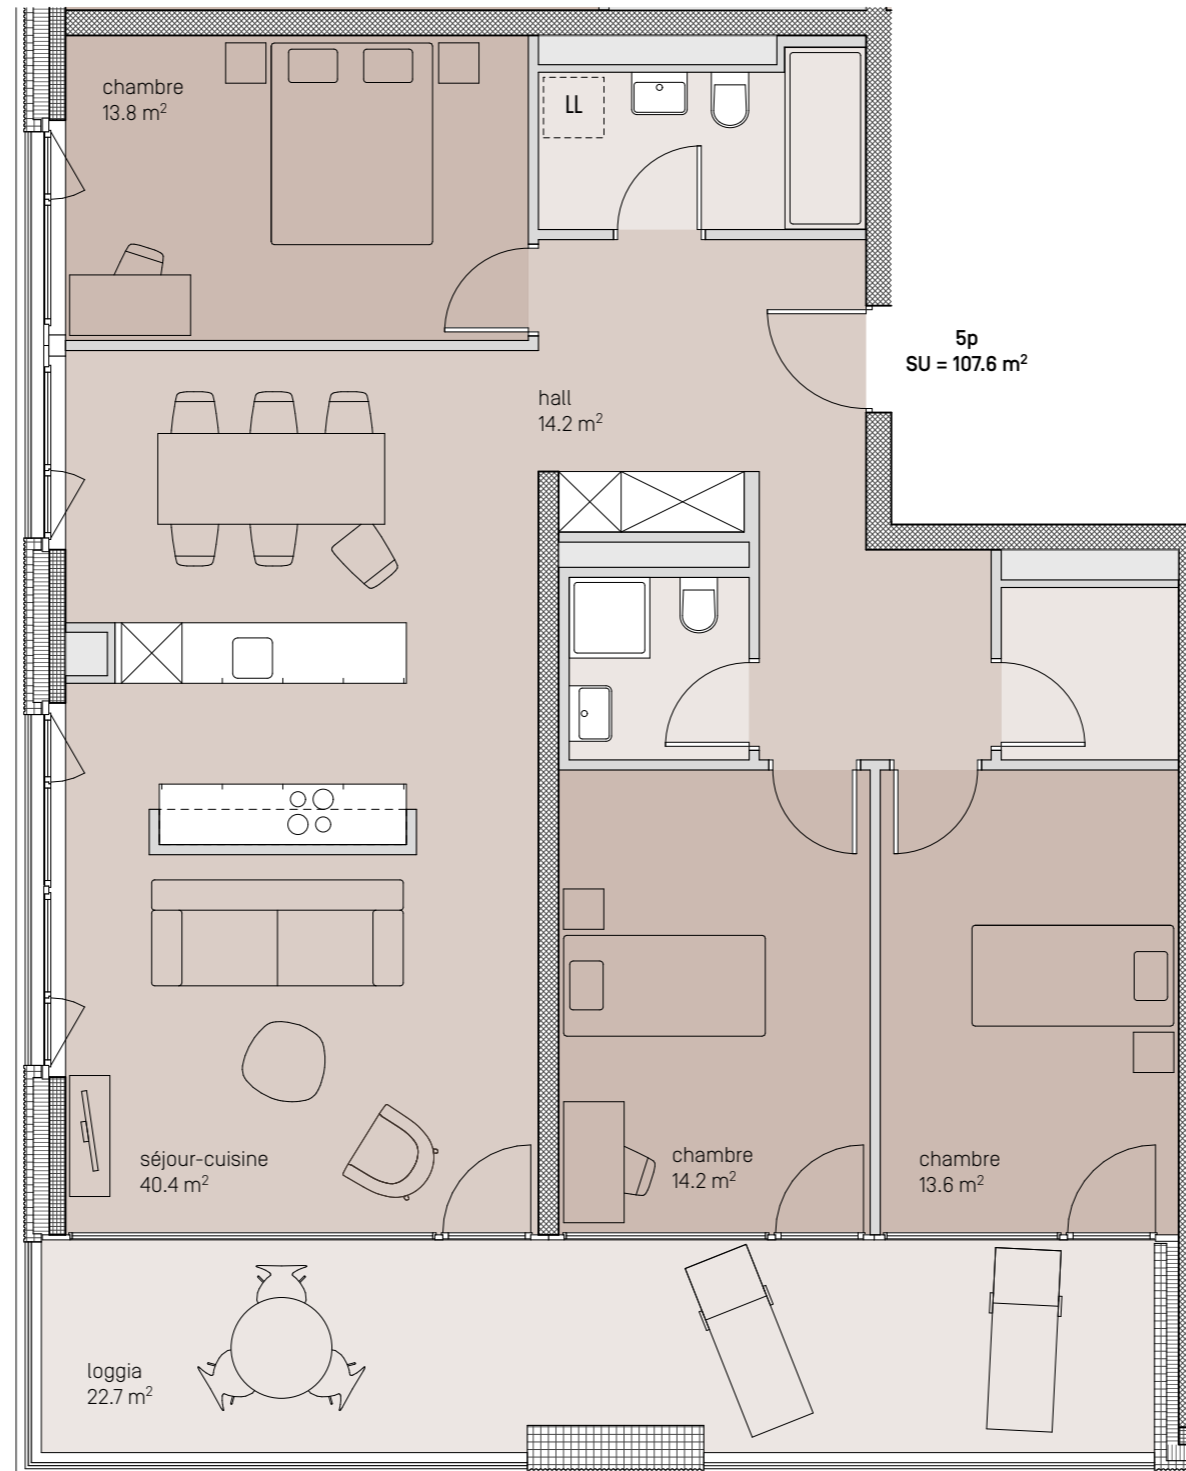 chambre
13.8 m²
LL
5p
SU = 107.6 m²
hall
14.2 m²
séjour-cuisine
40.4 m²
chambre
14.2 m²
chambre
13.6 m²
loggia
22.7 m²